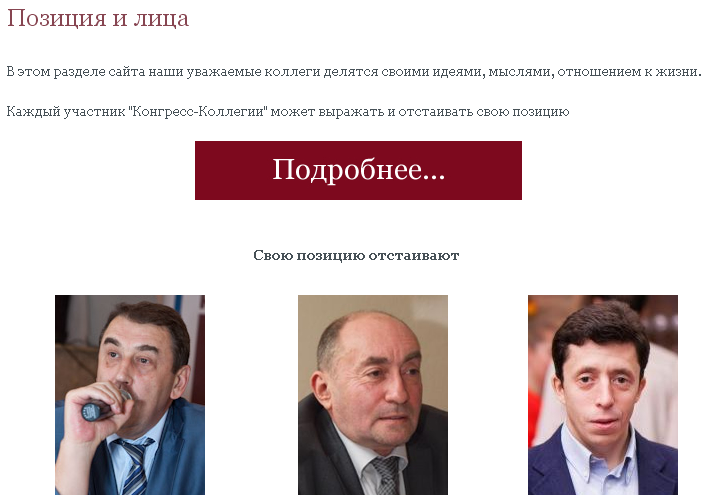 Позиция и лица
В этом разделе сайта наши уважаемые коллеги делятся своими идеями, мыслями, отношением к жизни.
Каждый участник "Конгресс-Коллегии" может выражать и отстаивать свою позицию
Подробнее...
Свою позицию отстаивают